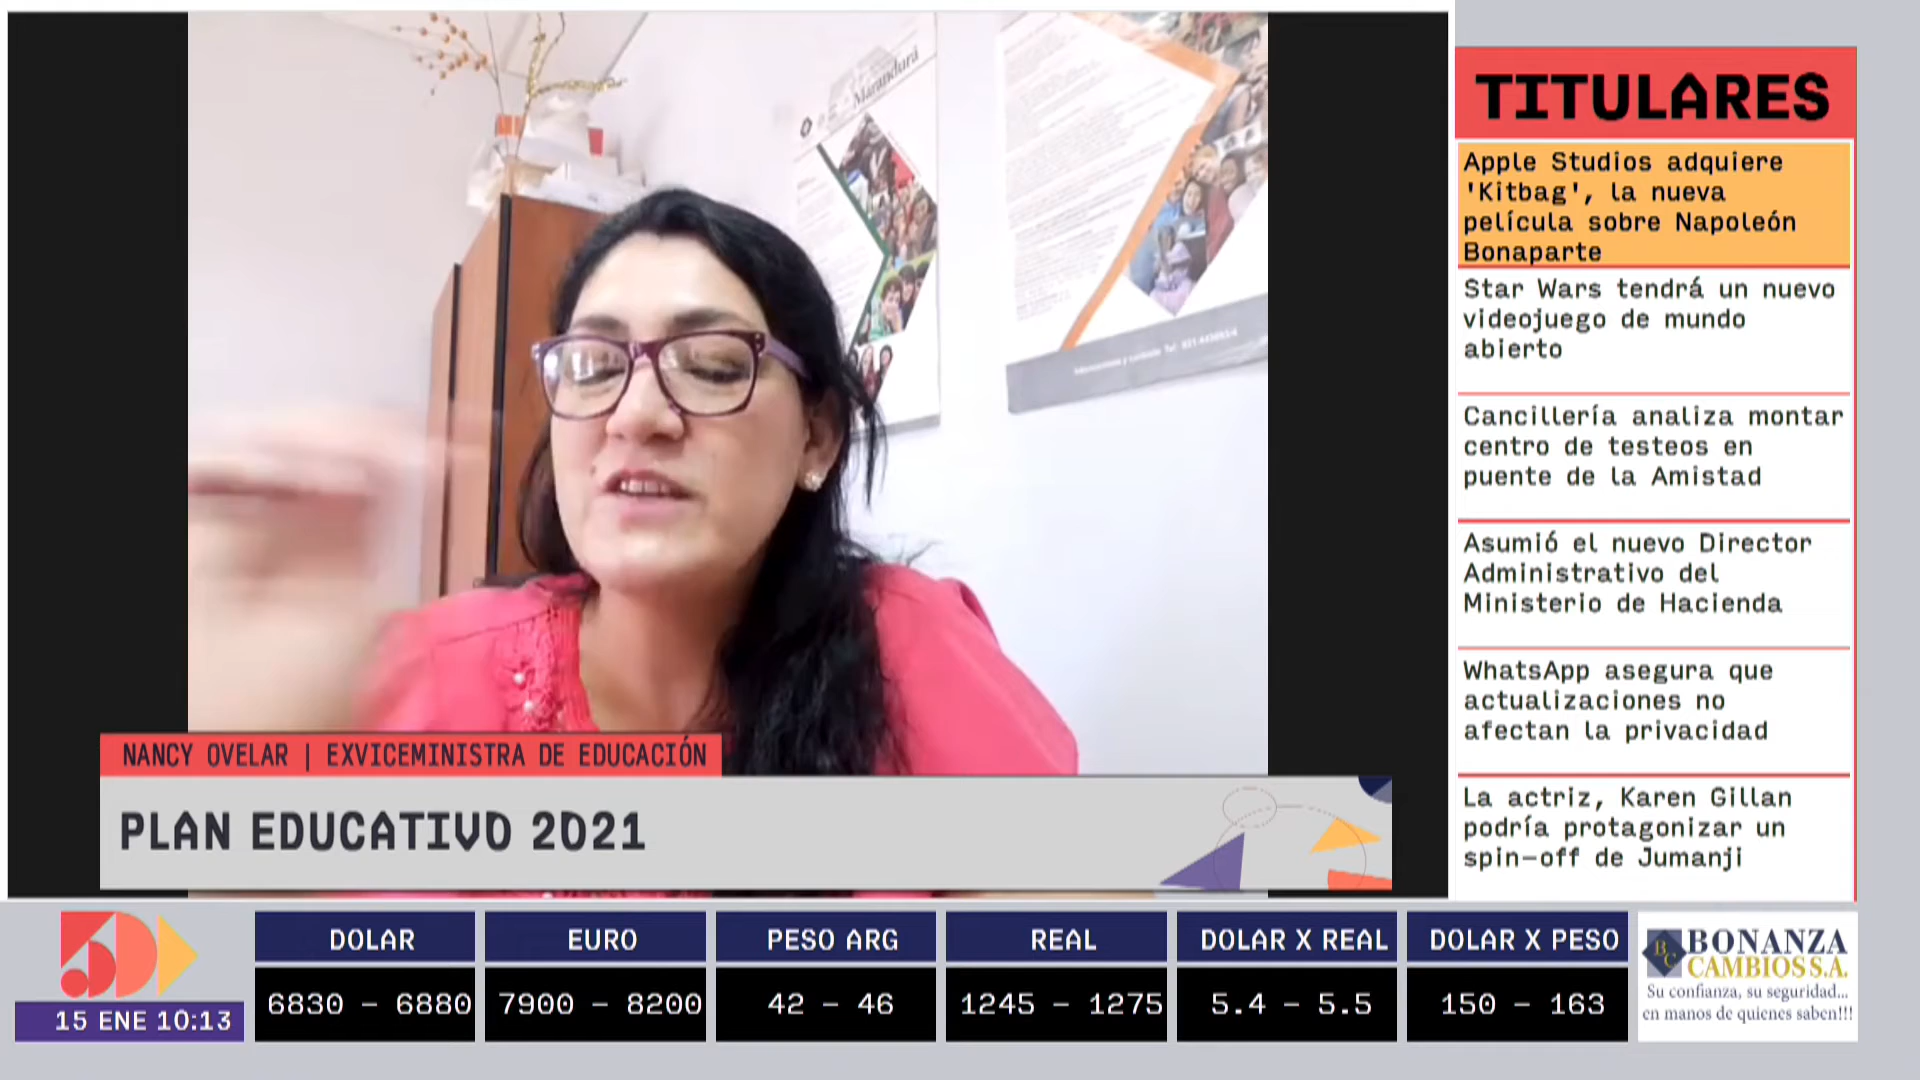 Marandurá
TITULARES
Apple Studios adquiere
'Kitbag', la nueva
película sobre Napoleón
Bonaparte
Star Wars tendrá un nuevo
videojuego de mundo
abierto
Cancillería analiza montar
centro de testeos en
puente de la Amistad
Asumió el nuevo Director
Administrativo del
Ministerio de Hacienda
WhatsApp asegura que
actualizaciones no
afectan la privacidad
La actriz, Karen Gillan
podría protagonizar un
spin-off de Jumanji
NANCY OVELAR | EXVICEMINISTRA DE EDUCACIÓN
PLAN EDUCATIVO 2021
5D
15 ENE 10:13
DOLAR
6830 - 6880
EURO
7900 - 8200
PESO ARG
42 - 46
REAL
1245 - 1275
DOLAR X REAL
5.4 - 5.5
DOLAR X PESO
150 - 163
BC
BONANZA
CAMBIOS S.A.
Su confianza, su seguridad...
en manos de quienes saben!!!